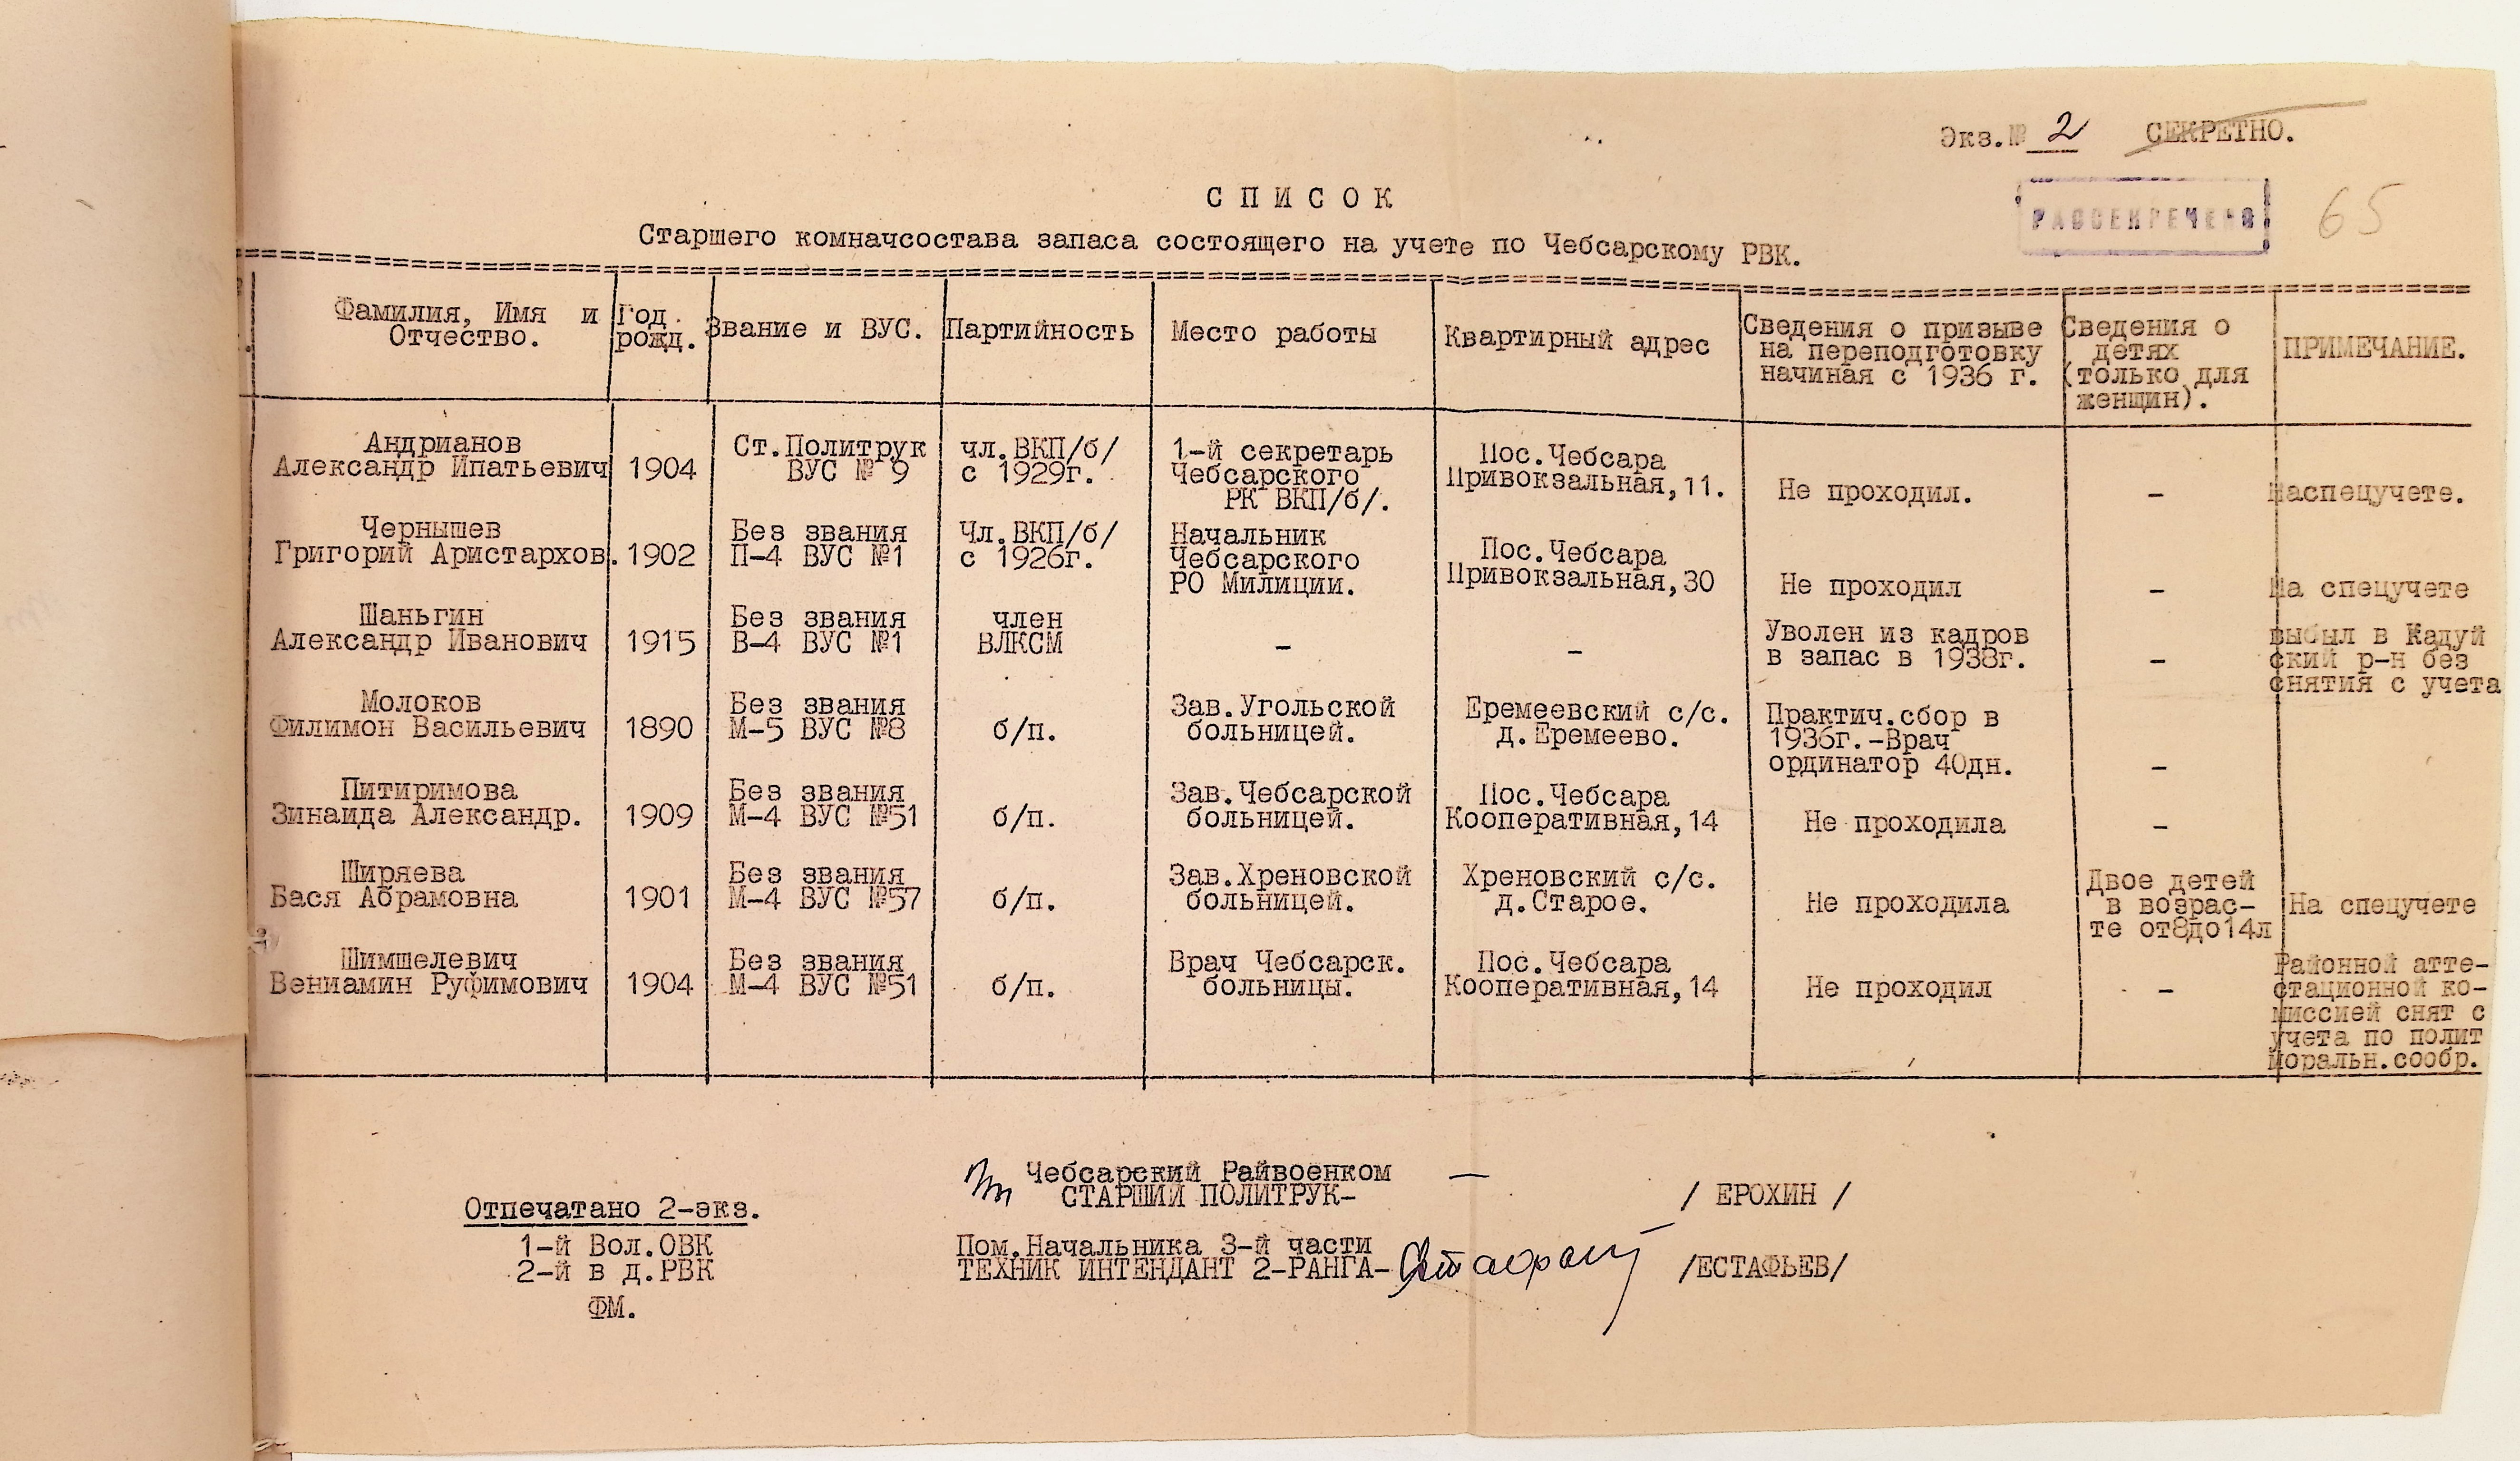 Экз.№ 2 СЕКРЕТНО.
РАССЕКРЕЧЕНО
65
СПИСОК
Старшего комначсостава запаса состоящего на учете по Чебсарскому РВК.
Фамилия, Имя и Отчество.
Год рожд.
Звание и ВУС.
Партийность
Место работы
Квартирный адрес
Сведения о призыве
на переподготовку
начиная с 1936 г.
Сведения о
детях
(только для
женщин).
ПРИМЕЧАНИЕ.
Андрианов
Александр Ипатьевич
1904
Ст.Политрук
ВУС № 9
чл.ВКП/б/
с 1929г.
1-й секретарь
Чебсарского
РК ВКП/б/.
Пос.Чебсара
Привокзальная,11.
Не проходил.
–
Наспецучете.
Чернышев
Григорий Аристархов.
1902
Без звания
П-4 ВУС №1
Чл.ВКП/б/
с 1926г.
Начальник
Чебсарского
РО Милиции.
Пос.Чебсара
Привокзальная,30
Не проходил
–
На спецучете
Шаньгин
Александр Иванович
1915
Без звания
В-4 ВУС №1
член
ВЛКСМ
–
–
Уволен из кадров
в запас в 1938г.
–
выбыл в Кадуй
ский р-н без
снятия с учета
Молоков
Филимон Васильевич
1890
Без звания
М-5 ВУС №8
б/п.
Зав.Угольской
больницей.
Еремеевский с/с.
д.Еремеево.
Практич.сбор в
1936г.-Врач
ординатор 40дн.
–
Питиримова
Зинаида Александр.
1909
Без звания
М-4 ВУС №51
б/п.
Зав.Чебсарской
больницей.
Пос.Чебсара
Кооперативная,14
Не проходила
–
Ширяева
Бася Абрамовна
1901
Без звания
М-4 ВУС №57
б/п.
Зав.Хреновской
больницей.
Хреновский с/с.
д.Старое.
Не проходила
Двое детей
в возрас-
те от8до14л
На спецучете
Шимшелевич
Вениамин Руфимович
1904
Без звания
М-4 ВУС №51
б/п.
Врач Чебсарск.
больницы.
Пос.Чебсара
Кооперативная,14
Не проходил
–
Районной атте-
стационной ко-
миссией снят с
учета по полит
моральн.сообр.
Чебсарский Райвоенком –
СТАРШИЙ ПОЛИТРУК- / ЕРОХИН /
Пом.Начальника 3-й части
ТЕХНИК ИНТЕНДАНТ 2-РАНГА- /ЕСТАФЬЕВ/
Отпечатано 2-экз.
1-й Вол.ОВК
2-й в д.РВК
ФМ.